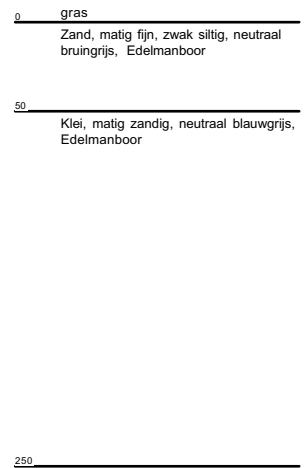 0 gras
Zand, matig fijn, zwak siltig, neutraal
bruingrijs, Edelmanboor
50
Klei, matig zandig, neutraal blauwgrijs,
Edelmanboor
250